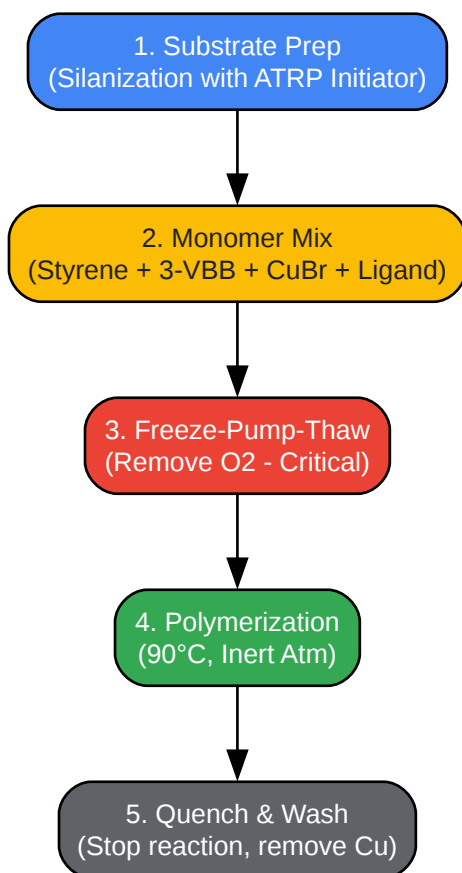 1. Substrate Prep
(Silanization with ATRP Initiator)
2. Monomer Mix
(Styrene + 3-VBB + CuBr + Ligand)
3. Freeze-Pump-Thaw
(Remove O2 - Critical)
4. Polymerization
(90°C, Inert Atm)
5. Quench & Wash
(Stop reaction, remove Cu)